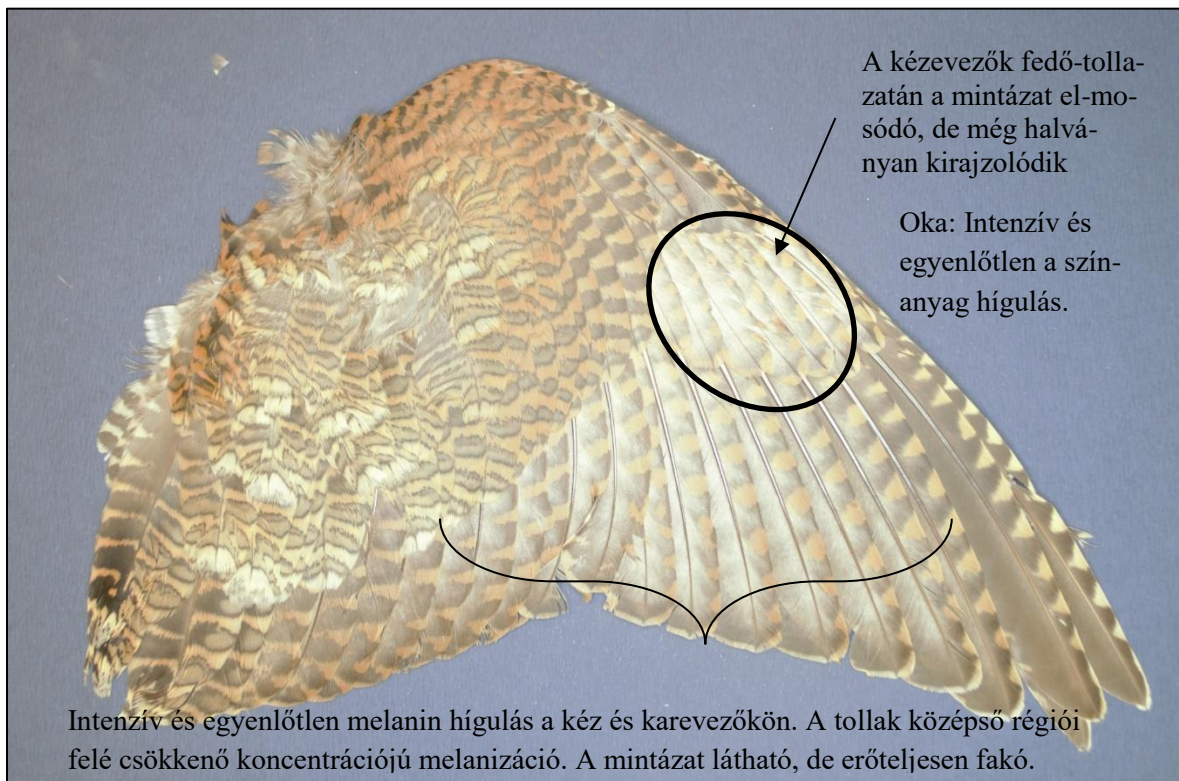 A kézevezők fedő-tolla-
zatán a mintázat el-mo-
sódó, de még halvá-
nyan kirajzolódik
Oka: Intenzív és
egyenlőtlen a szín-
anyag hígulás.
Intenzív és egyenlőtlen melanin hígulás a kéz és karevezőkön. A tollak középső régiói
felé csökkenő koncentrációjú melanizáció. A mintázat látható, de erőteljesen fakó.